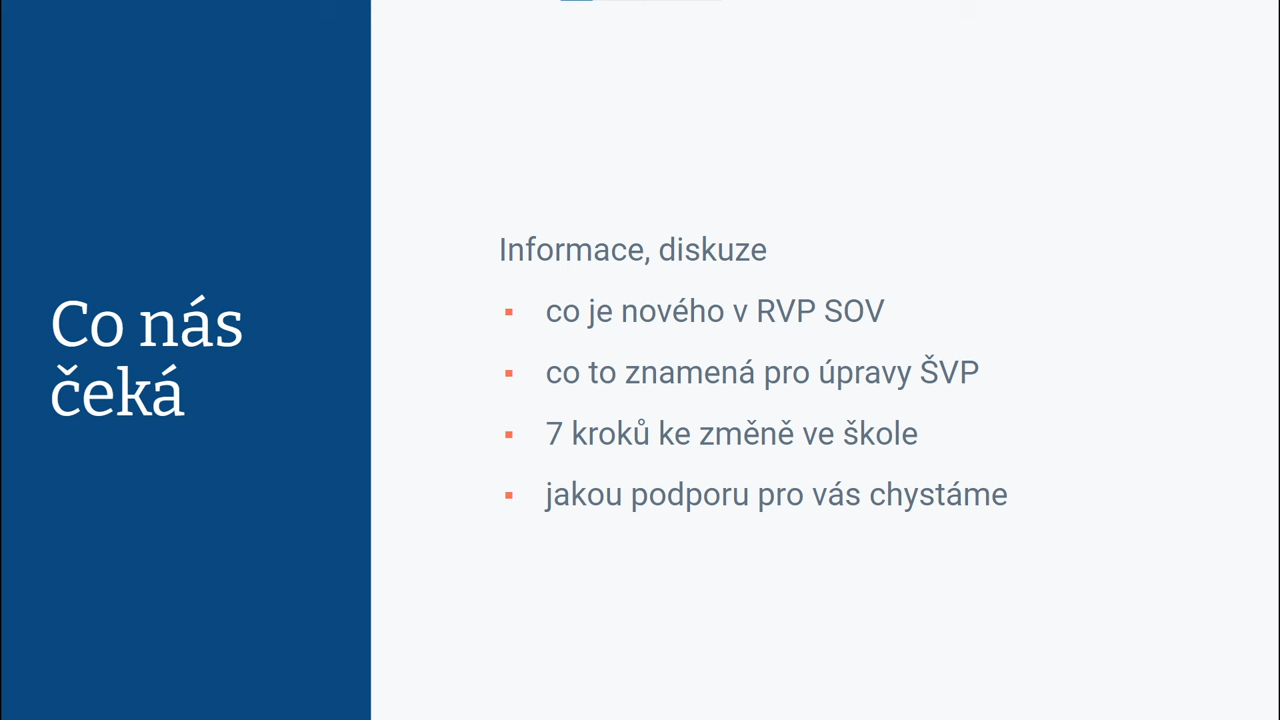 Co nás
čeká
Informace, diskuze
co je nového v RVP SOV
co to znamená pro úpravy ŠVP
7 kroků ke změně ve škole
jakou podporu pro vás chystáme